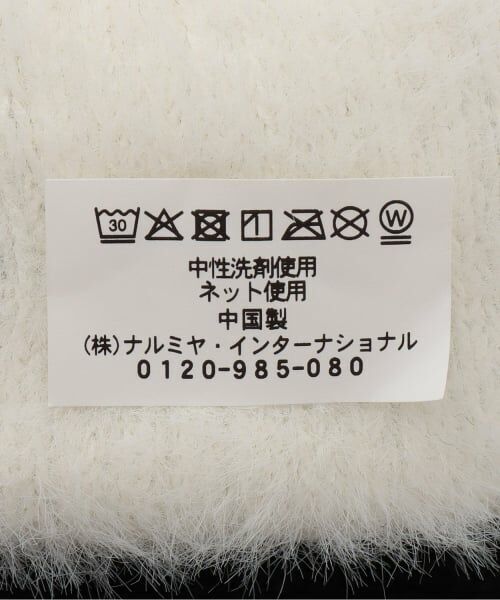 30 W
中性洗剤使用
ネット使用
中国製
(株)ナルミヤ・インターナショナル
0120-985-080